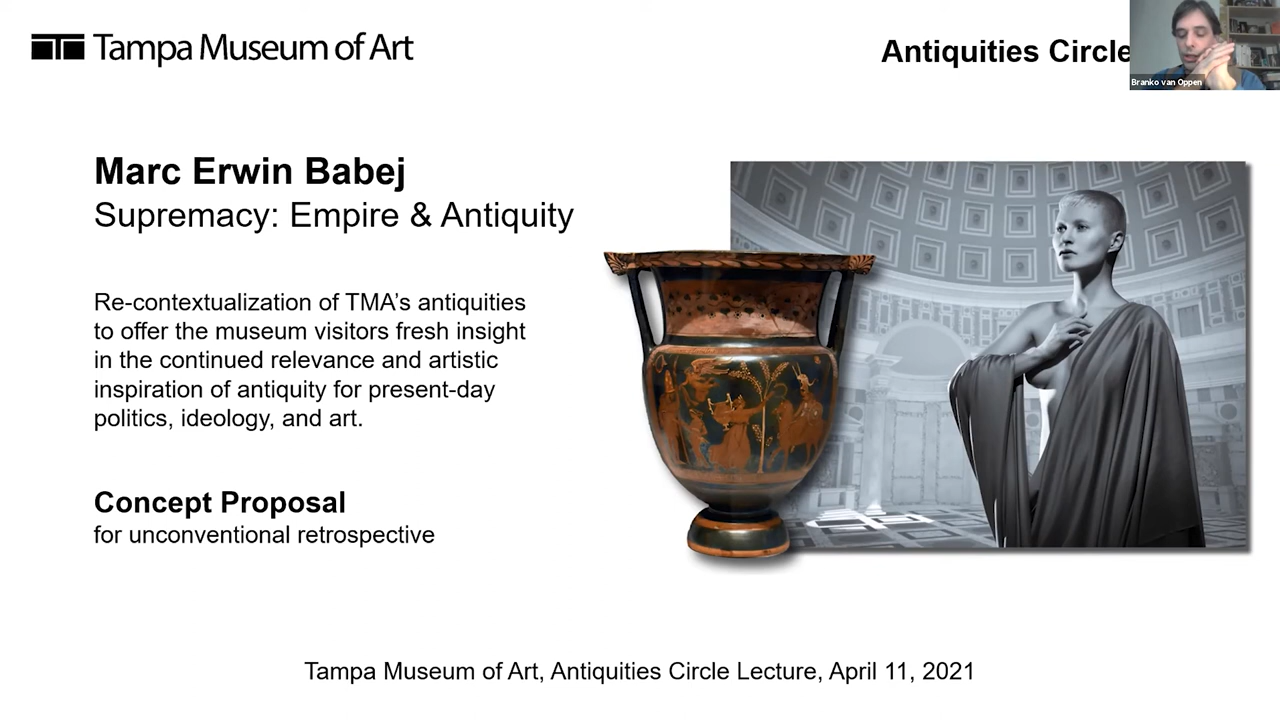 Tampa Museum of Art
Antiquities Circle
Branko van Oppen
Marc Erwin Babej
Supremacy: Empire & Antiquity
Re-contextualization of TMA’s antiquities
to offer the museum visitors fresh insight
in the continued relevance and artistic
inspiration of antiquity for present-day
politics, ideology, and art.
Concept Proposal
for unconventional retrospective
Tampa Museum of Art, Antiquities Circle Lecture, April 11, 2021